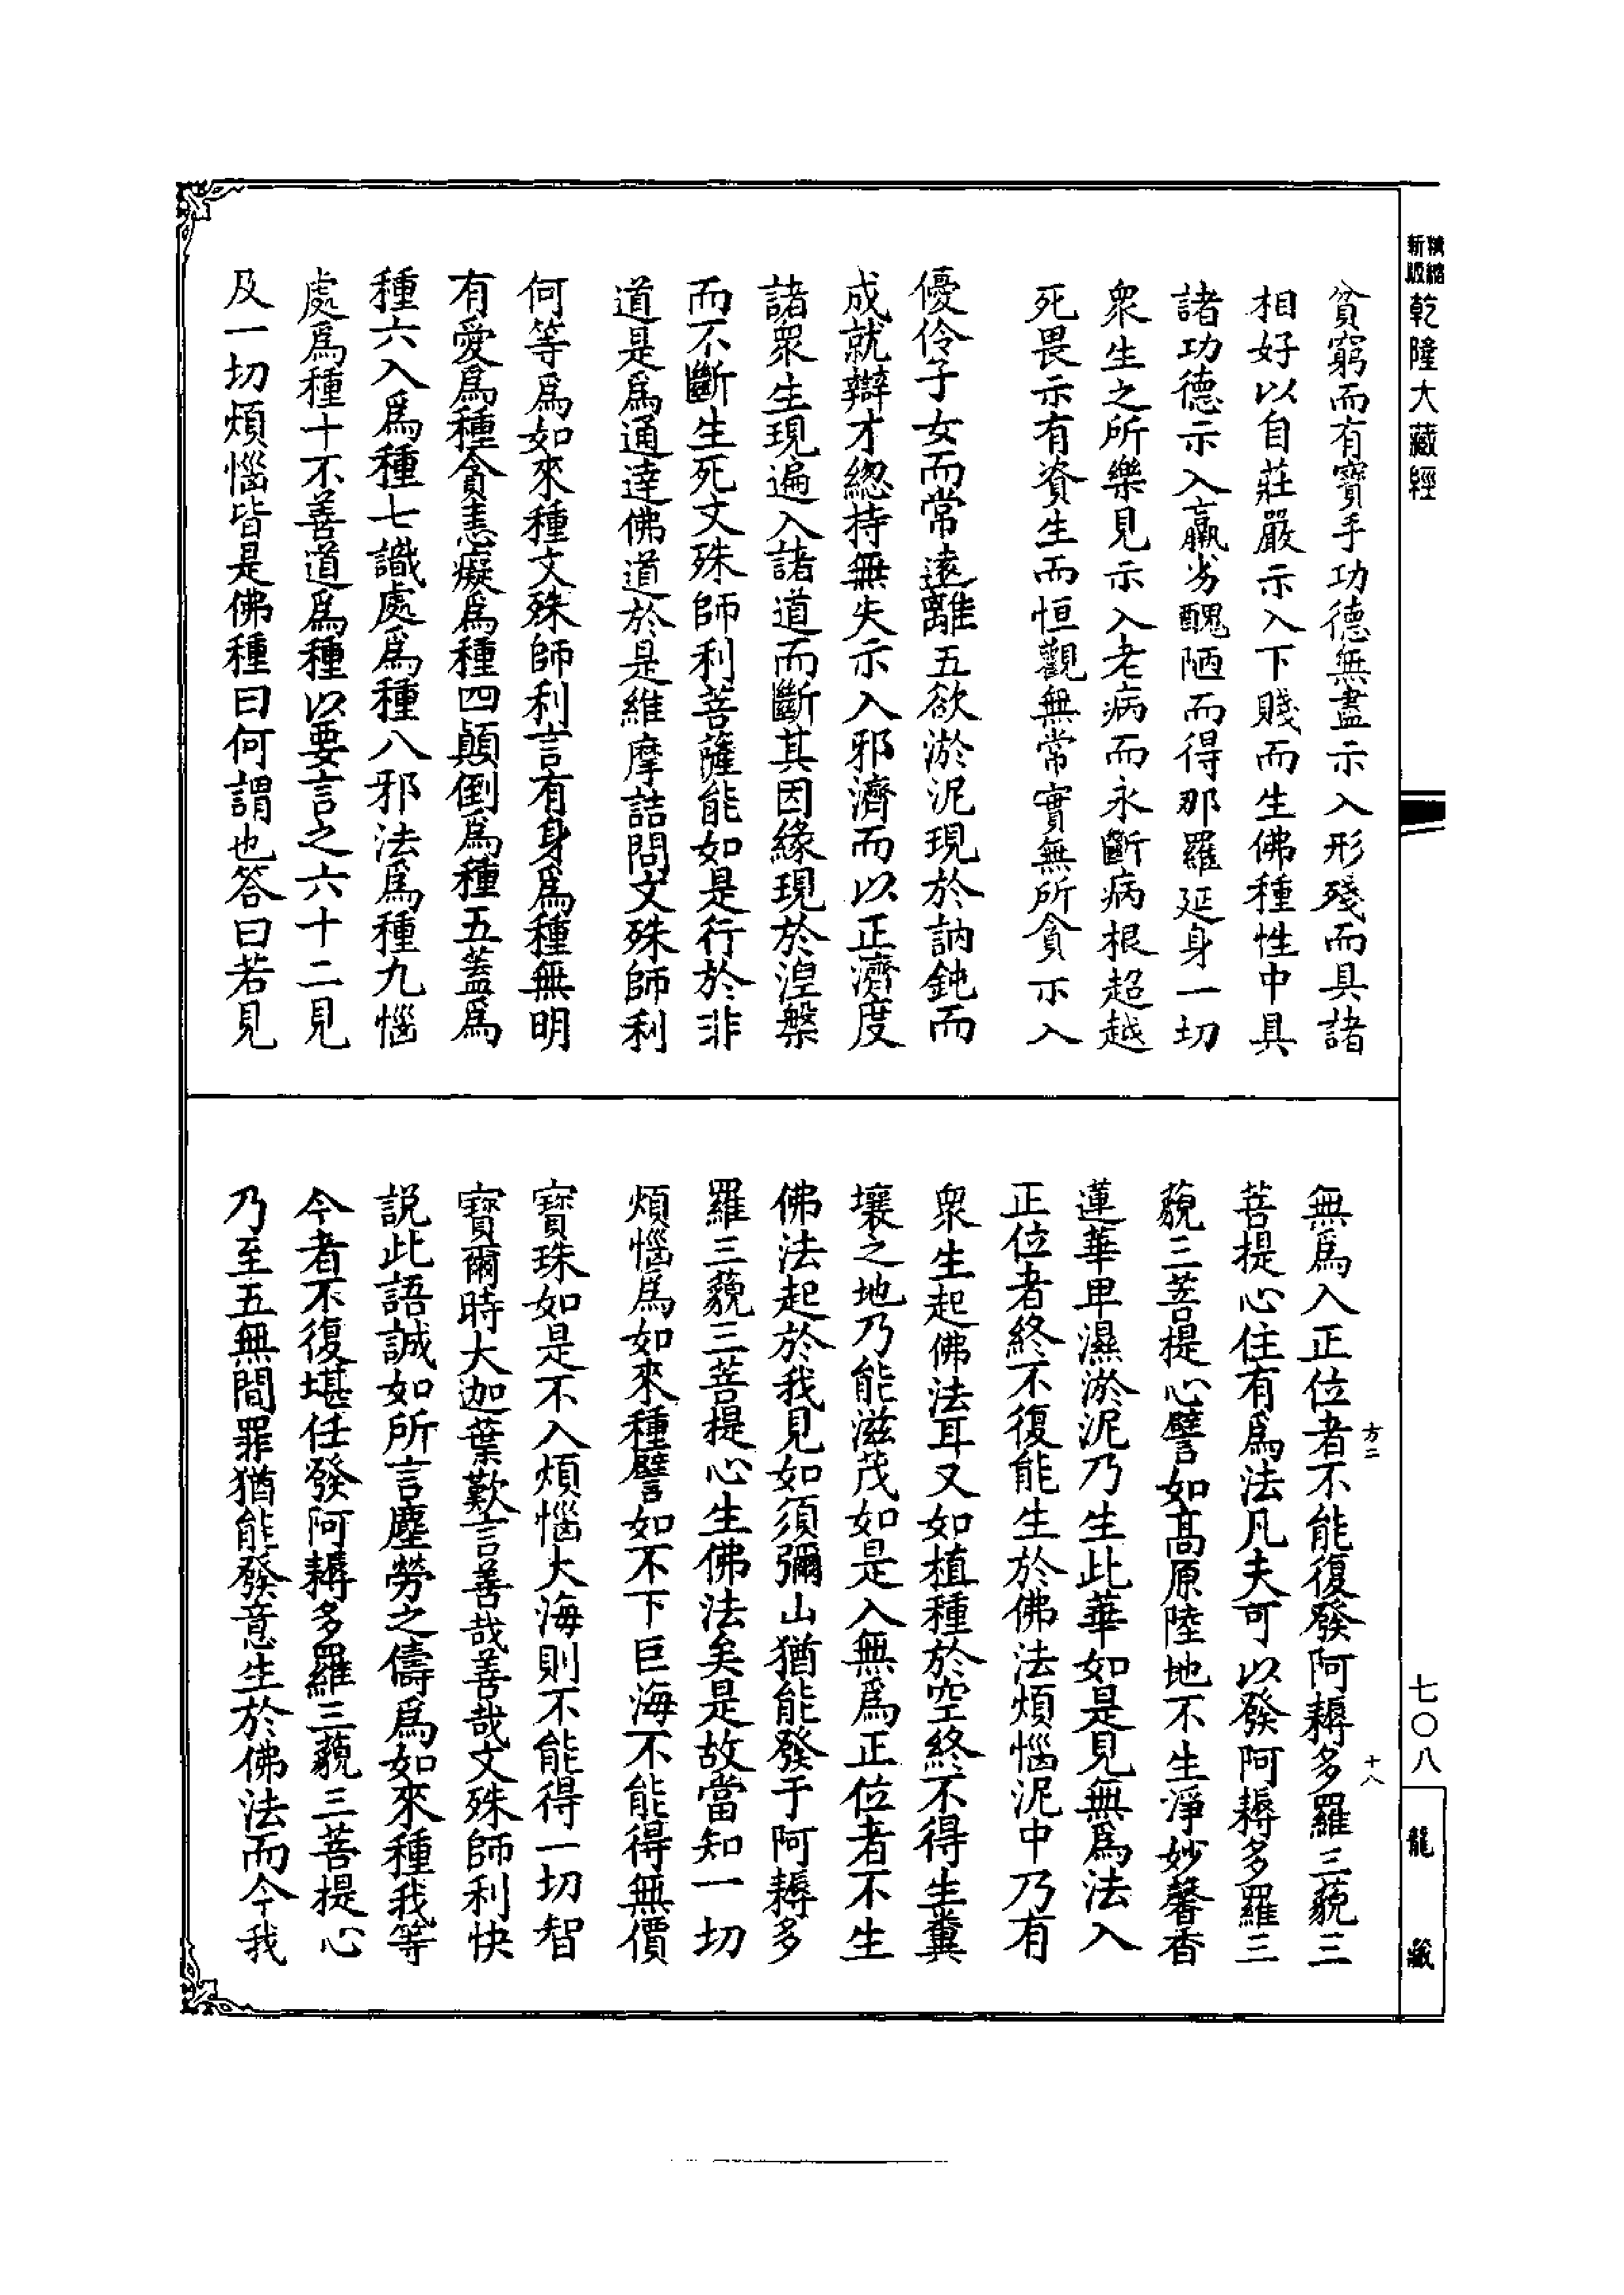 精縮新版
乾隆大藏經
七〇八
龍藏
貧窮而有寶手功德無盡示入形殘而具諸
相好以自莊嚴示入下賤而生佛種性中具
諸功德示入羸劣醜陋而得那羅延身一切
衆生之所樂見示入老病而永斷病根超越
死畏示有資生而恒觀無常實無所貪示入
優伶子女而常遠離五欲淤泥現於訥鈍而
成就辯才緫持無失示入邪濟而以正濟度
諸衆生現遍入諸道而斷其因緣現於涅槃
而不斷生死文殊師利菩薩能如是行於非
道是爲通達佛道於是維摩詰問文殊師利
何等爲如來種文殊師利言有身爲種無明
有愛爲種貪恚癡爲種四顛倒爲種五蓋爲
種六入爲種七識處爲種八邪法爲種九惱
處爲種十不善道爲種以要言之六十二見
及一切煩惱皆是佛種曰何謂也答曰若見
無爲入正位者不能復發阿耨多羅三藐三
菩提心住有爲法凡夫可以發阿耨多羅三
藐三菩提心譬如高原陸地不生淨妙馨香
蓮華卑濕淤泥乃生此華如是見無爲法入
正位者終不復能生於佛法煩惱泥中乃有
衆生起佛法耳又如植種於空終不得生糞
壤之地乃能滋茂如是入無爲正位者不生
佛法起於我見如須彌山猶能發于阿耨多
羅三藐三菩提心生佛法矣是故當知一切
煩惱爲如來種譬如不下巨海不能得無價
寶珠如是不入煩惱大海則不能得一切智
寶爾時大迦葉歎言善哉善哉文殊師利快
説此語誠如所言塵勞之儔爲如來種我等
今者不復堪任發阿耨多羅三藐三菩提心
乃至五無間罪猶能發意生於佛法而今我
方二
十八